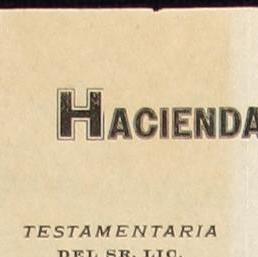 HACIENDA
TESTAMENTARIA
DEL SR. LIC.